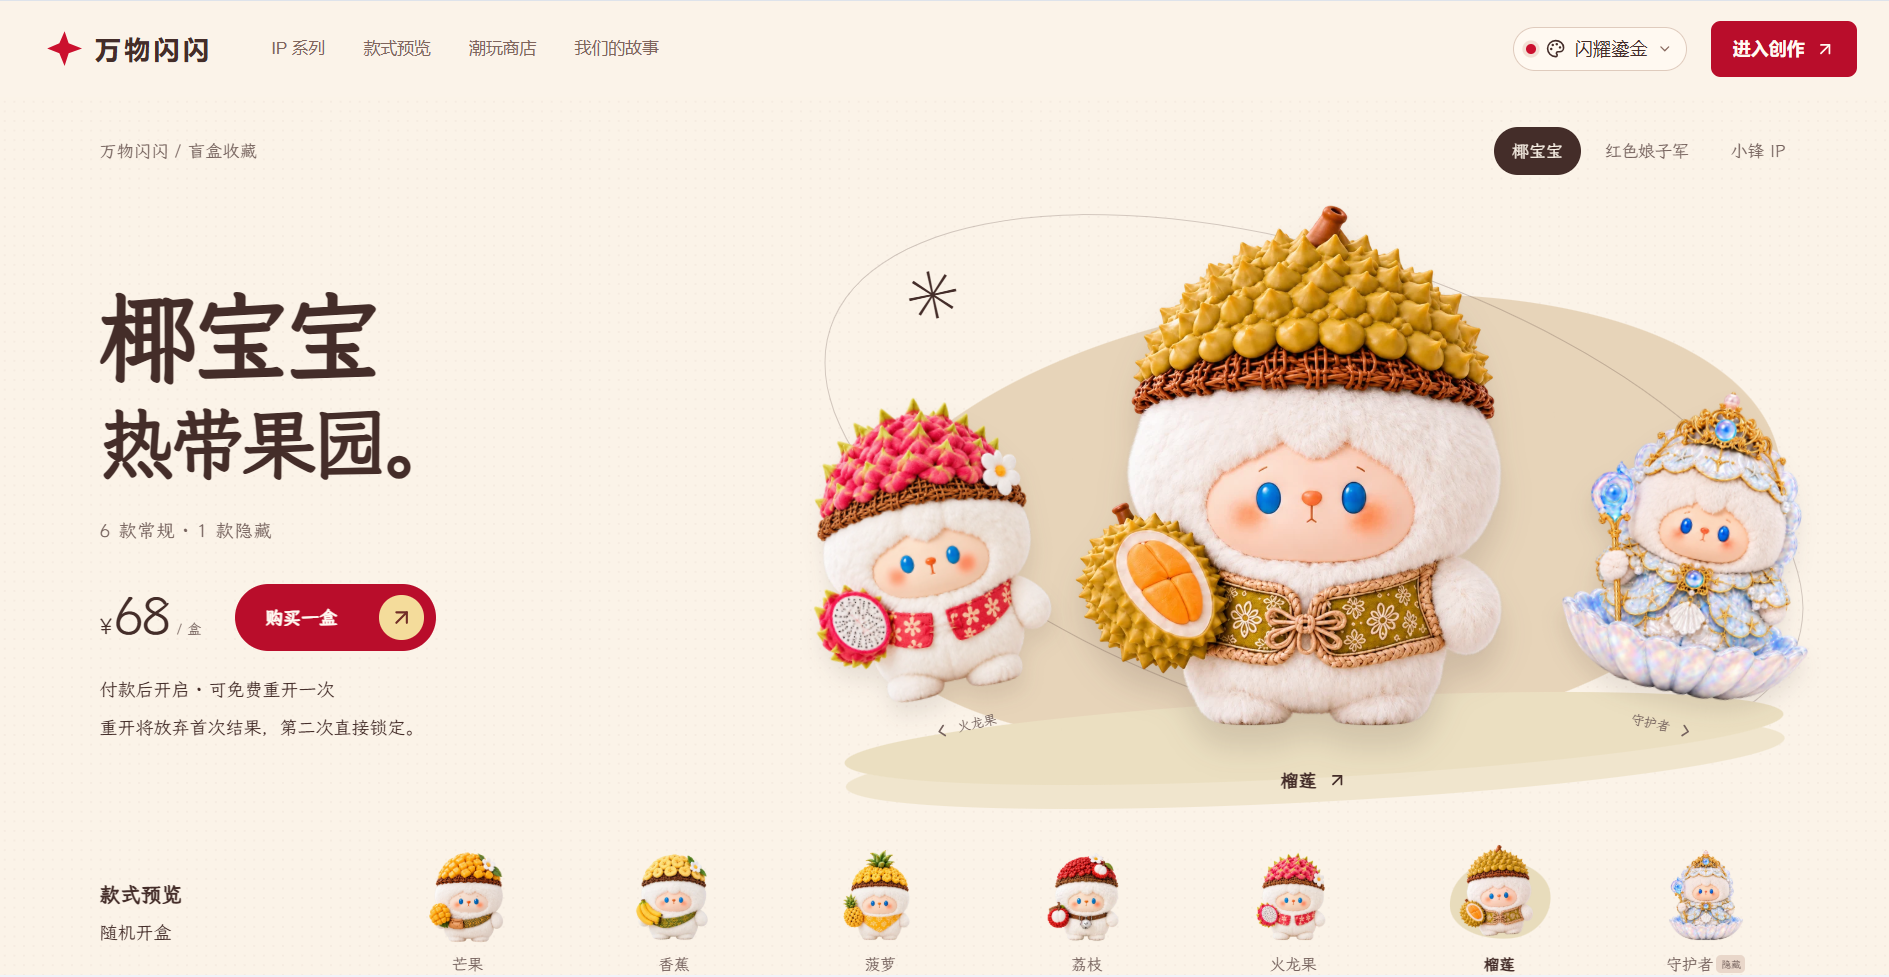 万物闪闪
IP 系列
款式预览
潮玩商店
我们的故事
闪耀鎏金
进入创作
万物闪闪 / 盲盒收藏
椰宝宝
红色娘子军
小锋 IP
椰宝宝
热带果园。
6 款常规・1 款隐藏
¥68 / 盒
购买一盒
付款后开启・可免费重开一次
重开将放弃首次结果，第二次直接锁定。
火龙果
守护者
榴莲
款式预览
随机开盒
芒果
香蕉
菠萝
荔枝
火龙果
榴莲
守护者 隐藏